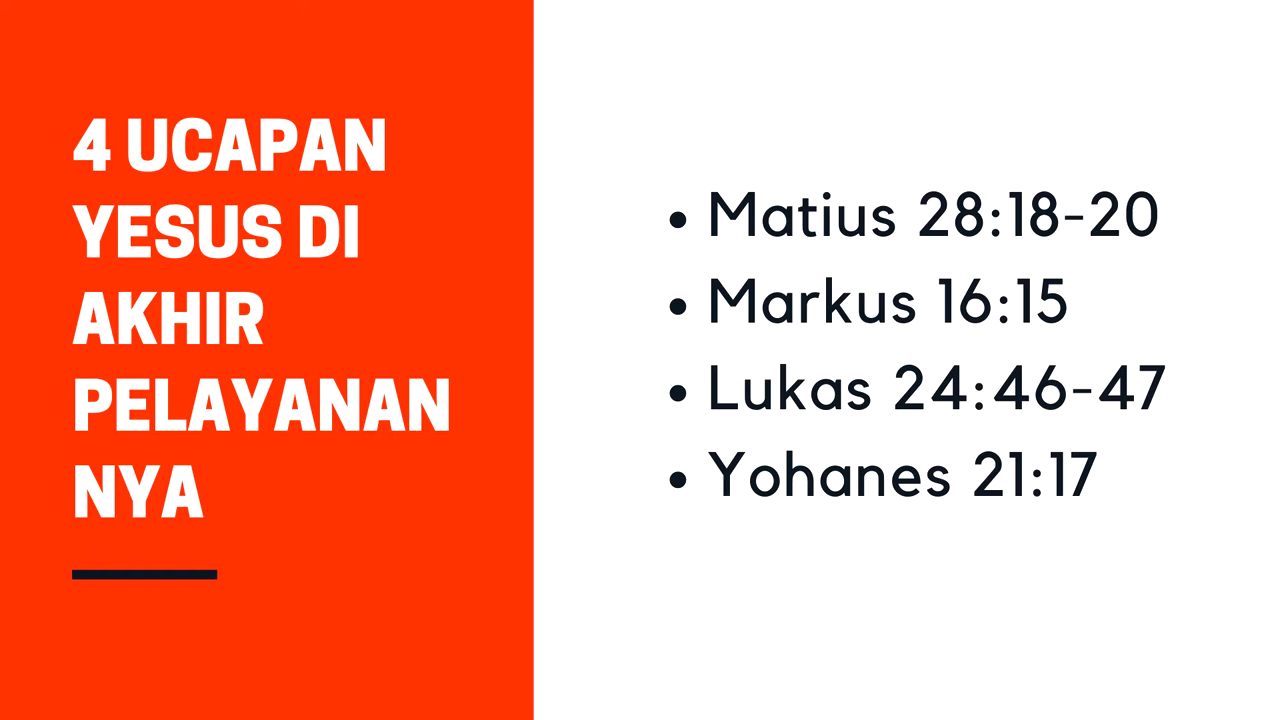 4 UCAPAN
YESUS DI
AKHIR
PELAYANAN
NYA
• Matius 28:18-20
• Markus 16:15
• Lukas 24:46-47
• Yohanes 21:17